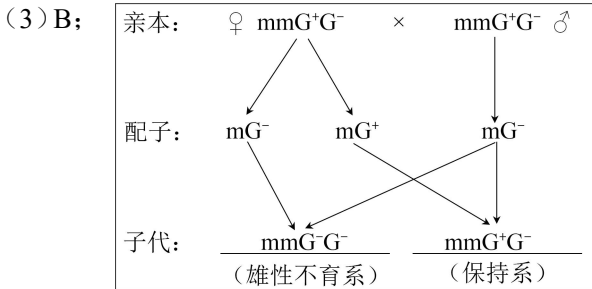 （3）B；
亲本： ♀ mmG⁺G⁻ × mmG⁺G⁻ ♂
配子： mG⁻ mG⁺ mG⁻
子代： mmG⁻G⁻ mmG⁺G⁻
（雄性不育系） （保持系）